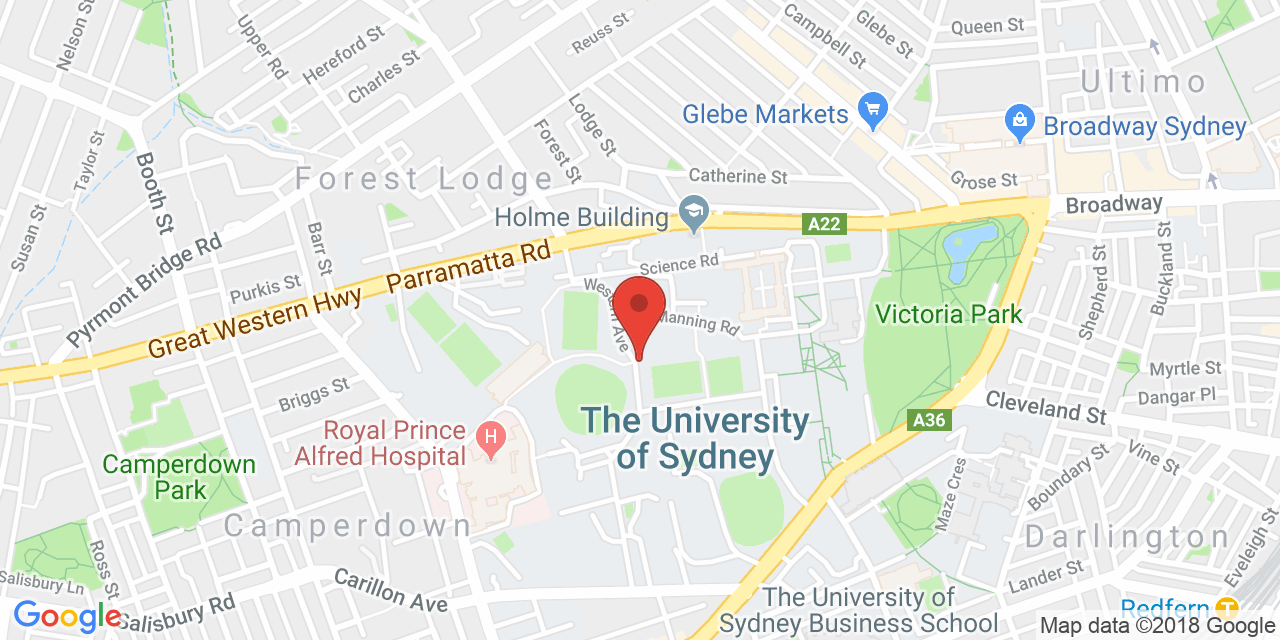 Nelson St
Upper Rd
Hereford St
Charles St
Reuss St
Campbell St
Glebe St
Queen St
Ultimo
Glebe Markets
Broadway Sydney
Lodge St
Forest St
Taylor St
Booth St
Forest Lodge
Catherine St
Grose St
Holme Building
A22
Broadway
Susan St
Pyrmont Bridge Rd
Barr St
Purkis St
Great Western Hwy
Parramatta Rd
Science Rd
Western Ave
Manning Rd
Victoria Park
Shepherd St
Buckland St
Myrtle St
Dangar Pl
Briggs St
Cleveland St
A36
The University
of Sydney
Royal Prince
Alfred Hospital
H
Camperdown
Park
Camperdown
Vine St
Boundary St
Maze Cres
Darlington
Eveleigh St
Ross St
Salisbury Ln
Salisbury Rd
Carillon Ave
Lander St
The University of
Sydney Business School
Redfern
T
Google
Map data ©2018 Google